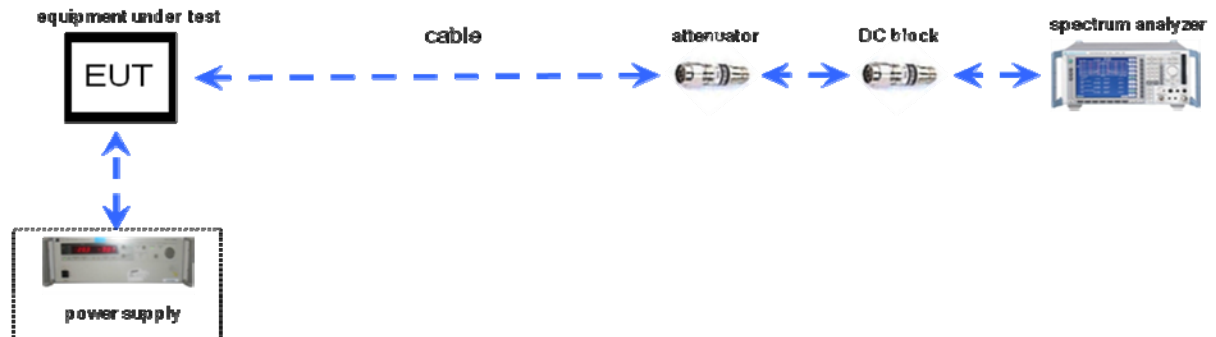 equipment under test
cable
attenuator
DC block
spectrum analyzer
EUT
power supply